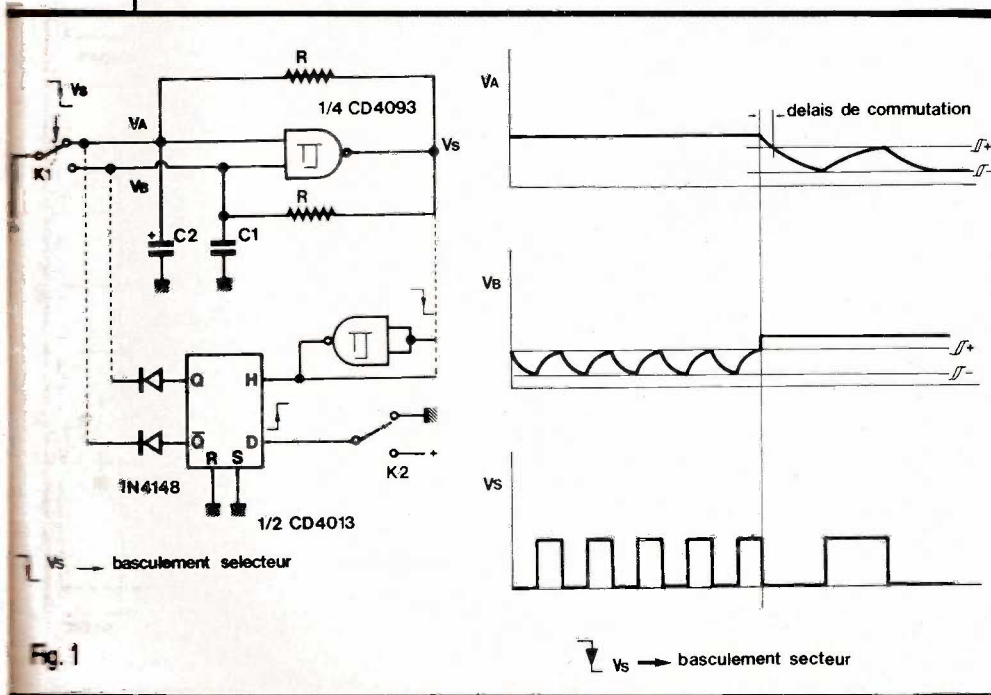 R
1/4 CD4093
Vs
VA
Vs
K1
VB
R
C2
C1
+
Q
H
Q̄
D
R S
K2
+
1N4148
1/2 CD4013
Vs → basculement selecteur
Fig. 1
VA
delais de commutation
+
-
VB
+
-
Vs
Vs → basculement secteur